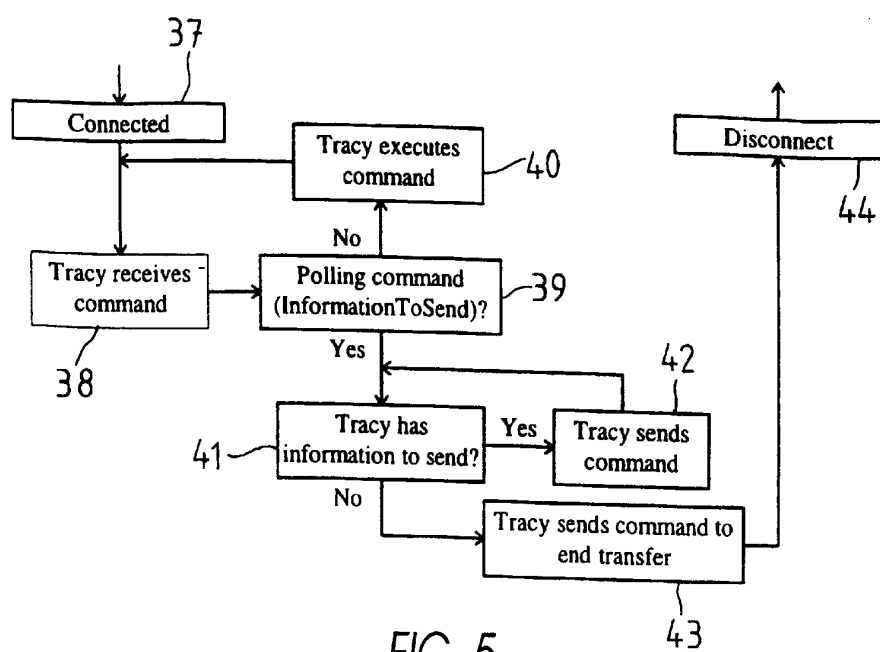 37
Connected
Tracy executes
command
40
Disconnect
44
No
Tracy receives
command
38
Polling command
(InformationToSend)?
39
Yes
42
41
Tracy has
information to send?
Yes
Tracy sends
command
No
Tracy sends command to
end transfer
43
FIG. 5